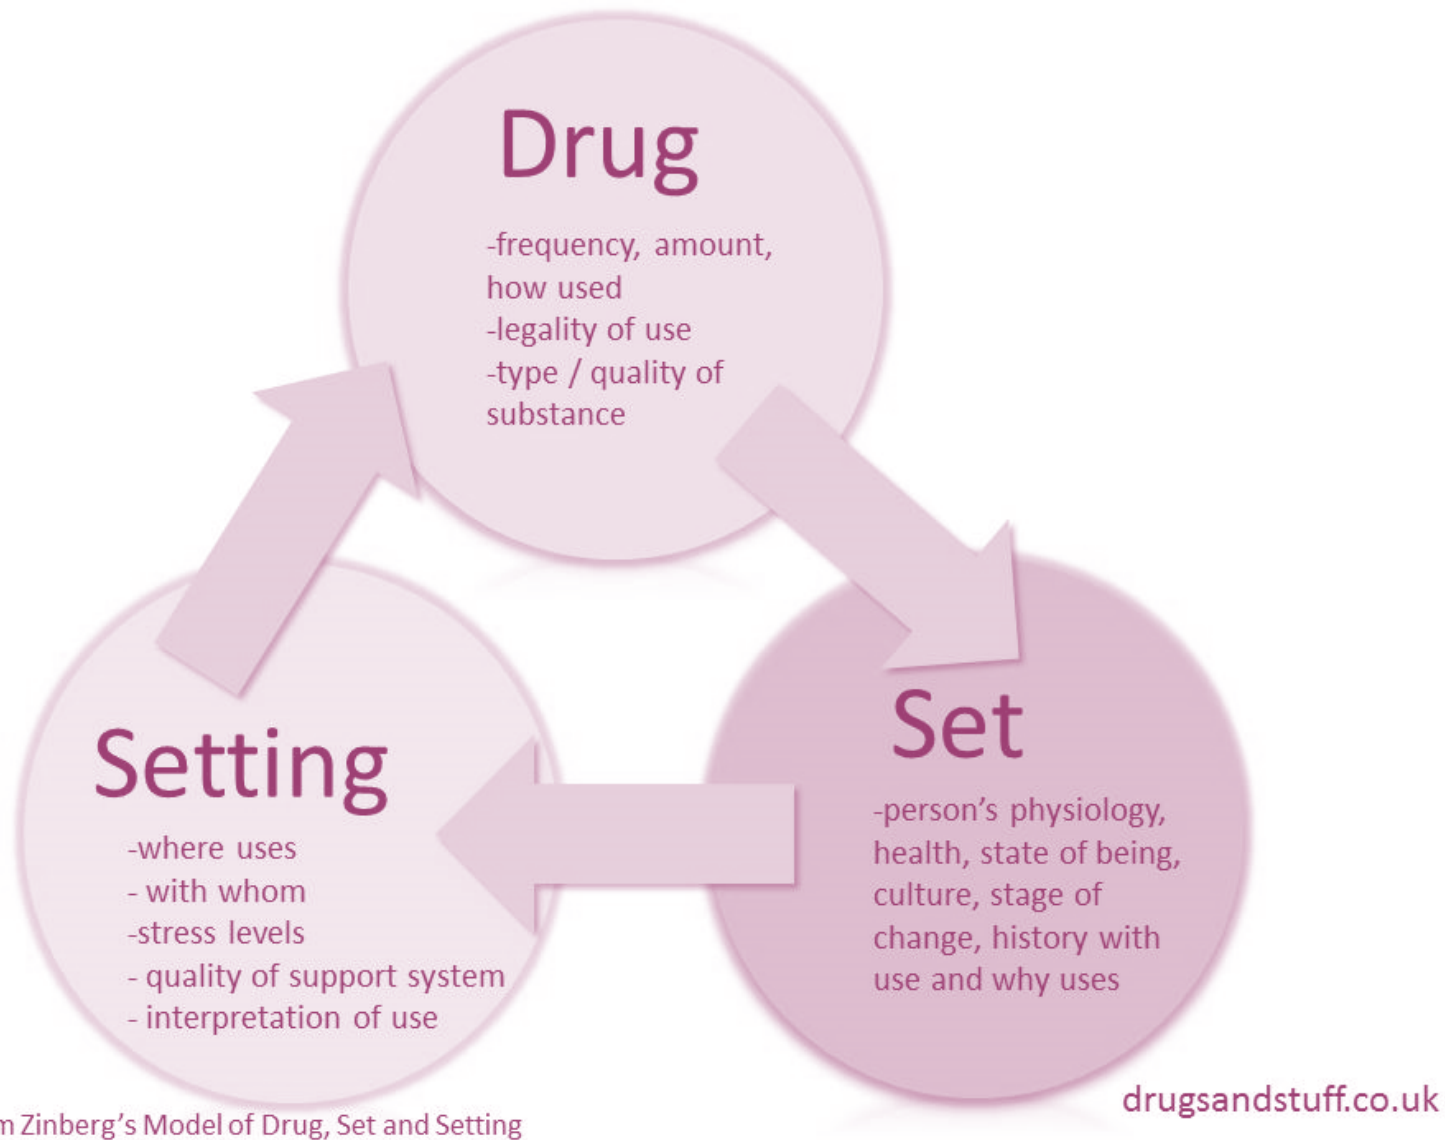 Drug
-frequency, amount,
how used
-legality of use
-type / quality of
substance
Set
-person's physiology,
health, state of being,
culture, stage of
change, history with
use and why uses
Setting
-where uses
- with whom
-stress levels
- quality of support system
- interpretation of use
Zinberg's Model of Drug, Set and Setting
drugsandstuff.co.uk